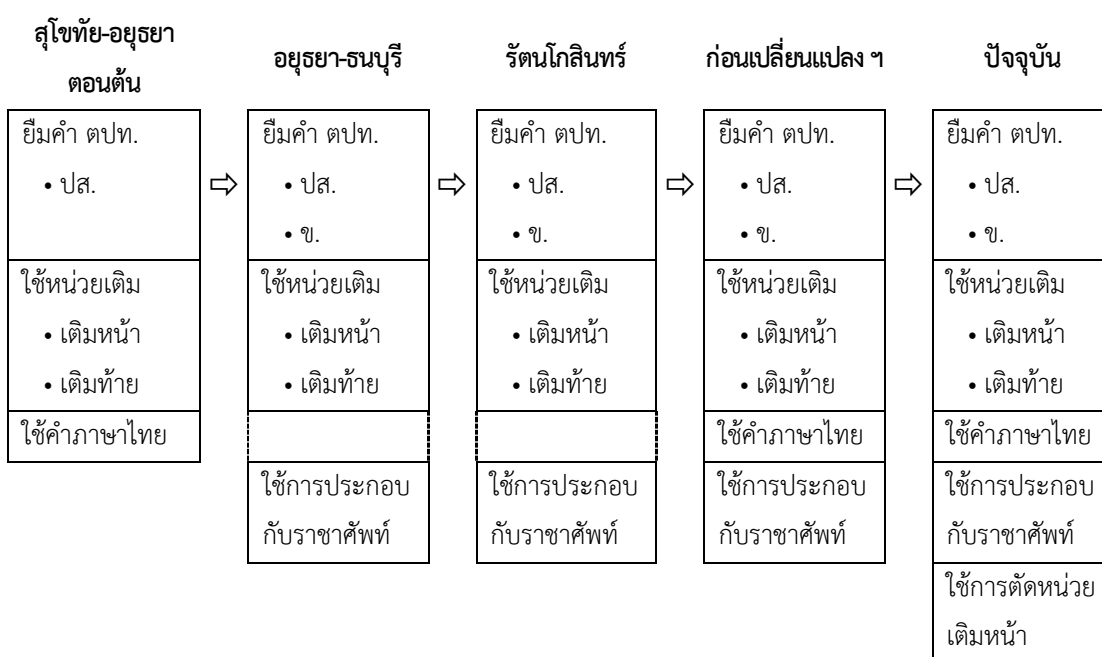 สุโขทัย-อยุธยา
ตอนต้น
อยุธยา-ธนบุรี
รัตนโกสินทร์
ก่อนเปลี่ยนแปลง ฯ
ปัจจุบัน
ยืมคำ ตปท.
• ปส.
ใช้หน่วยเติม
• เติมหน้า
• เติมท้าย
ใช้คำภาษาไทย
⇨
ยืมคำ ตปท.
• ปส.
• ข.
ใช้หน่วยเติม
• เติมหน้า
• เติมท้าย
ใช้การประกอบ
กับราชาศัพท์
⇨
ยืมคำ ตปท.
• ปส.
• ข.
ใช้หน่วยเติม
• เติมหน้า
• เติมท้าย
ใช้การประกอบ
กับราชาศัพท์
⇨
ยืมคำ ตปท.
• ปส.
• ข.
ใช้หน่วยเติม
• เติมหน้า
• เติมท้าย
ใช้คำภาษาไทย
ใช้การประกอบ
กับราชาศัพท์
⇨
ยืมคำ ตปท.
• ปส.
• ข.
ใช้หน่วยเติม
• เติมหน้า
• เติมท้าย
ใช้คำภาษาไทย
ใช้การประกอบ
กับราชาศัพท์
ใช้การตัดหน่วย
เติมหน้า